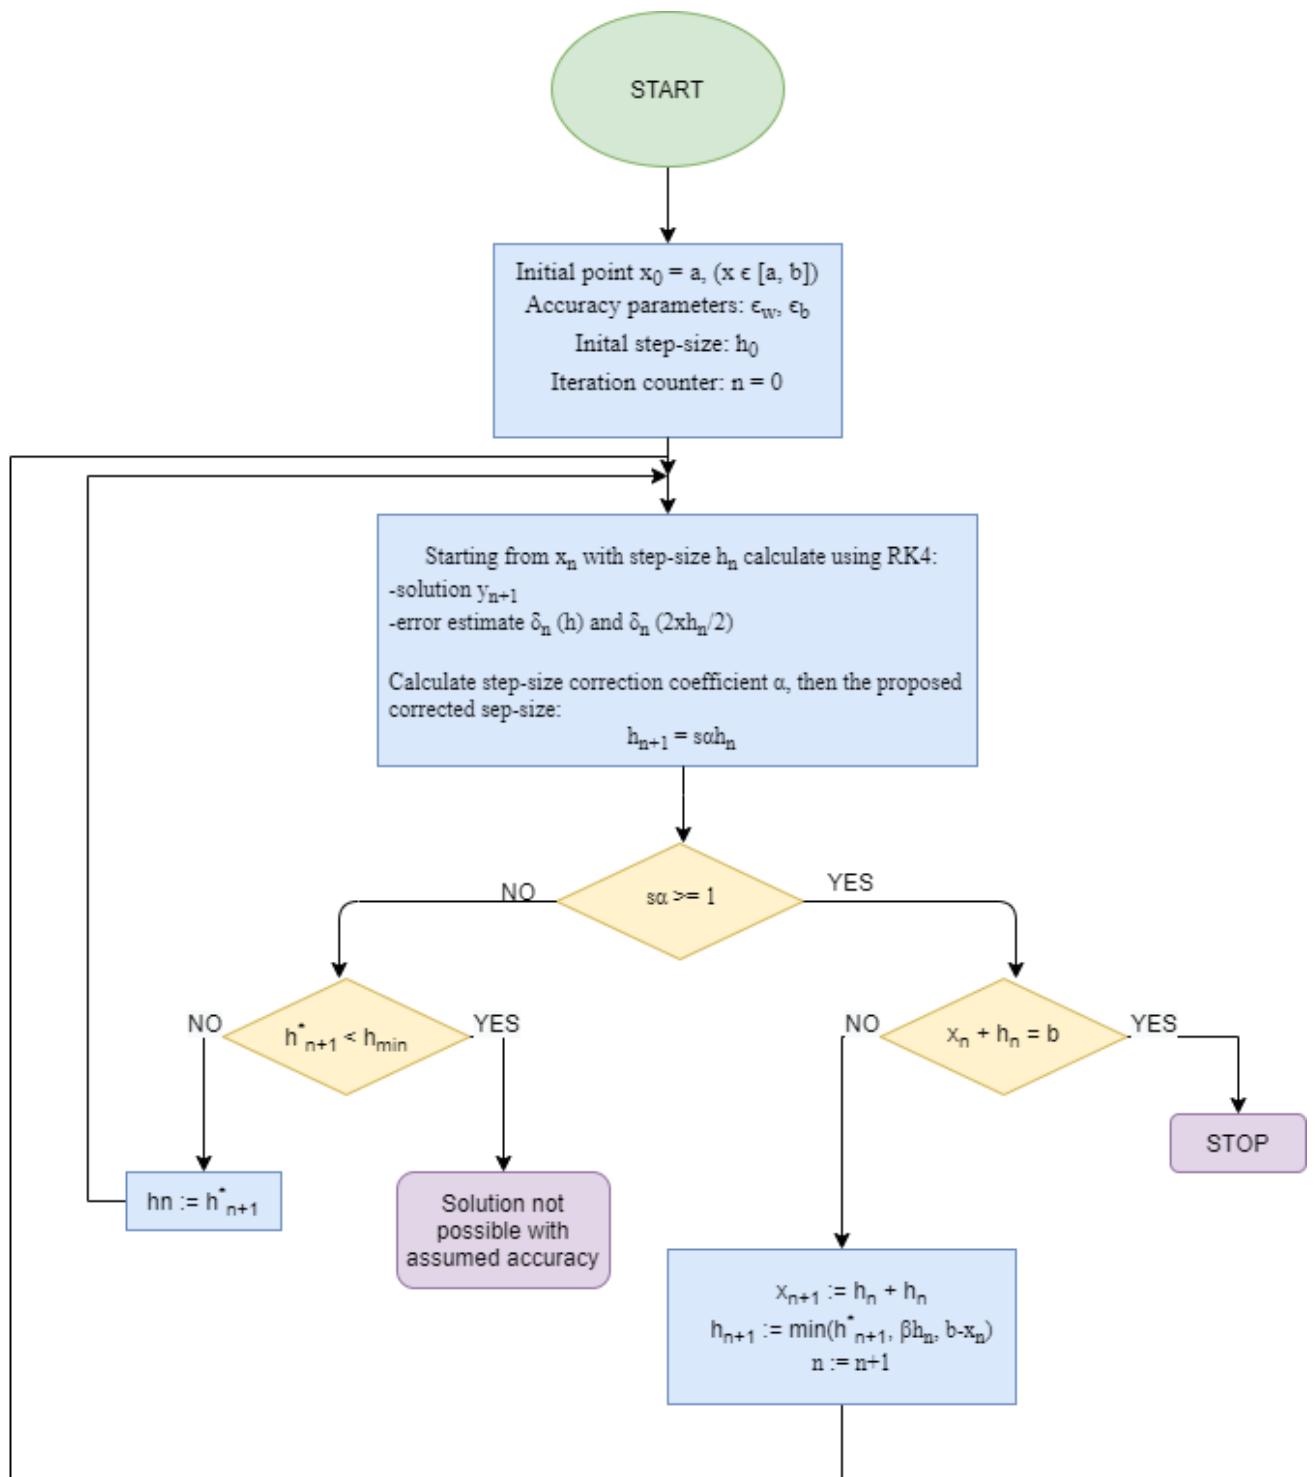 START
Initial point x₀ = a, (x ϵ [a, b])
Accuracy parameters: ϵ_w, ϵ_b
Inital step-size: h₀
Iteration counter: n = 0
Starting from xₙ with step-size hₙ calculate using RK4:
-solution yₙ₊₁
-error estimate δₙ (h) and δₙ (2xhₙ/2)
Calculate step-size correction coefficient α, then the proposed
corrected sep-size:
hₙ₊₁ = sαhₙ
sα >= 1
NO
YES
h*ₙ₊₁ < h_min
NO
YES
xₙ + hₙ = b
NO
YES
STOP
hn := h*ₙ₊₁
Solution not
possible with
assumed accuracy
xₙ₊₁ := hₙ + hₙ
hₙ₊₁ := min(h*ₙ₊₁, βhₙ, b-xₙ)
n := n+1